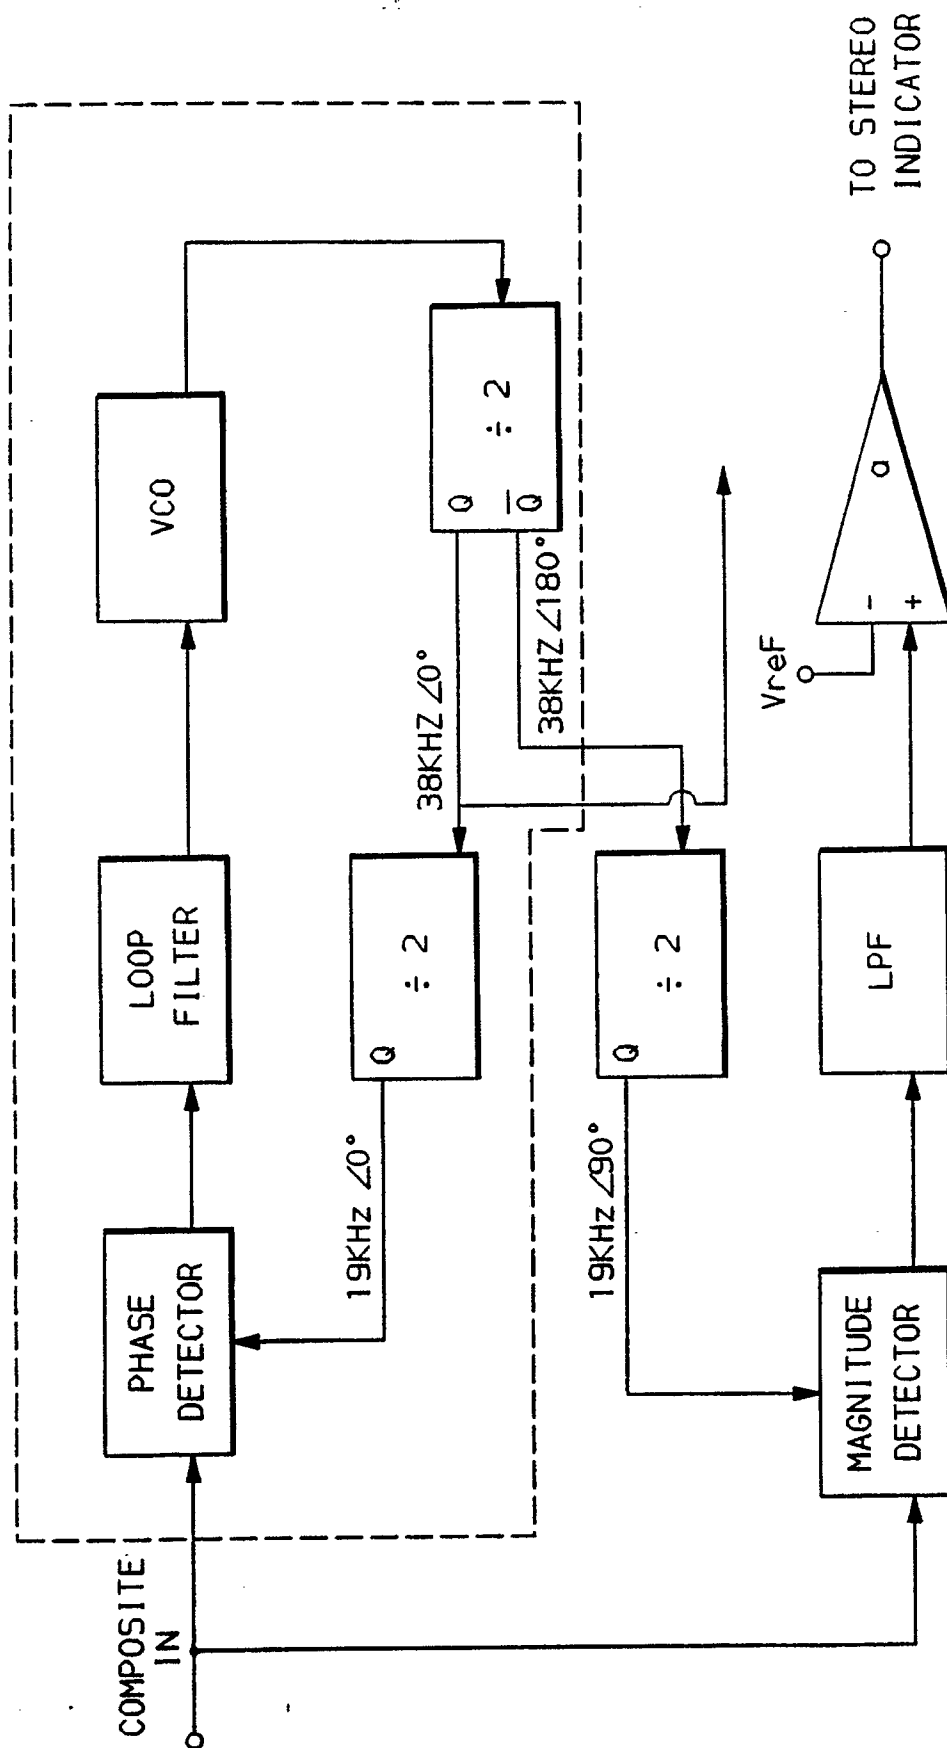 COMPOSITE
IN
PHASE
DETECTOR
LOOP
FILTER
VCO
19KHz ∠0°
Q
÷ 2
38KHZ ∠0°
Q
Q̅
÷ 2
38KHZ ∠180°
19KHz ∠90°
Q
÷ 2
MAGNITUDE
DETECTOR
LPF
VreF
-
+
a
TO STEREO
INDICATOR